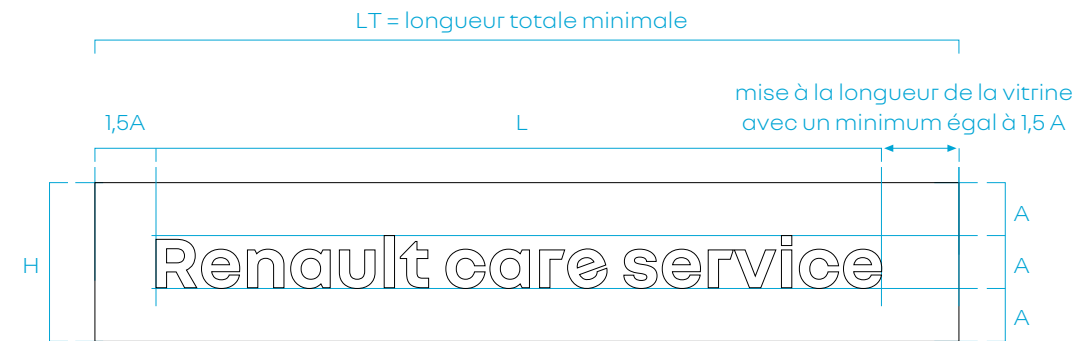 LT = longueur totale minimale
mise à la longueur de la vitrine
avec un minimum égal à 1,5 A
1,5A
L
H
Renault care service
A
A
A